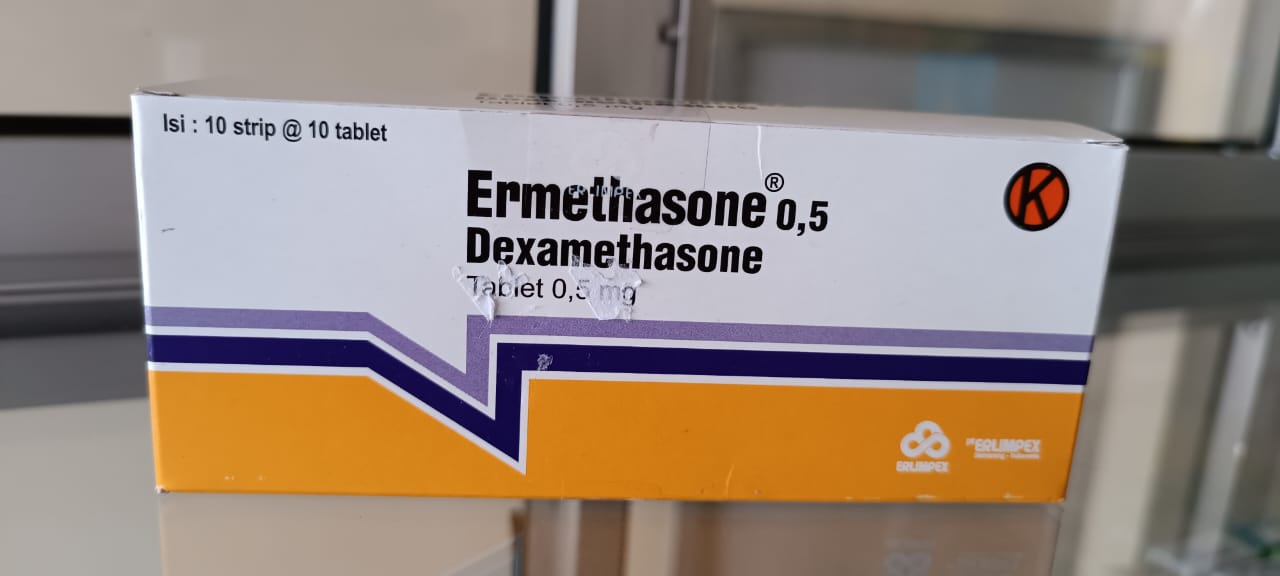 Isi : 10 strip @ 10 tablet
Ermethasone® 0,5
Dexamethasone
Tablet 0,5 mg
K
ERLIMPEX
PT ERLIMPEX